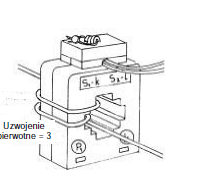 S₁-k S₂-L
Uzwojenie
pierwotne = 3